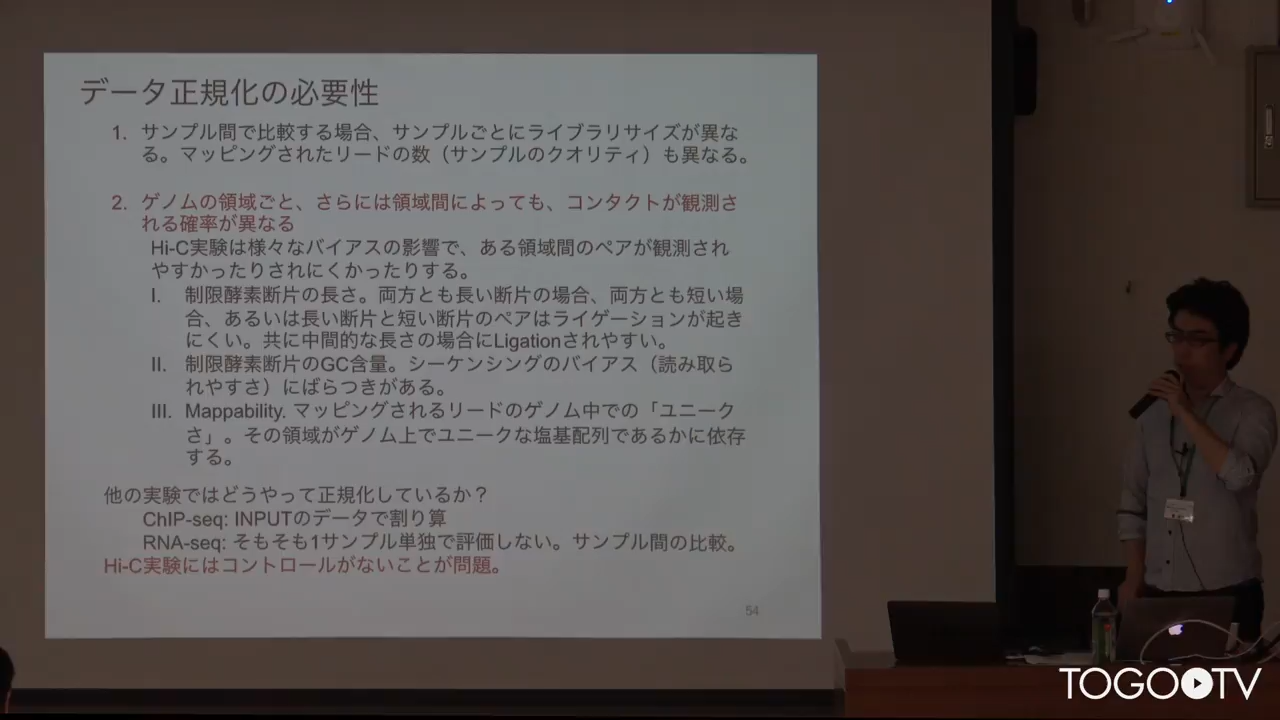 データ正規化の必要性
1. サンプル間で比較する場合、サンプルごとにライブラリサイズが異な
る。マッピングされたリードの数（サンプルのクオリティ）も異なる。
2. ゲノムの領域ごと、さらには領域間によっても、コンタクトが観測さ
れる確率が異なる
Hi-C実験は様々なバイアスの影響で、ある領域間のペアが観測され
やすかったりされにくかったりする。
I. 制限酵素断片の長さ。両方とも長い断片の場合、両方とも短い場
合、あるいは長い断片と短い断片のペアはライゲーションが起き
にくい。共に中間的な長さの場合にLigationされやすい。
II. 制限酵素断片のGC含量。シーケンシングのバイアス（読み取ら
れやすさ）にばらつきがある。
III. Mappability. マッピングされるリードのゲノム中での「ユニーク
さ」。その領域がゲノム上でユニークな塩基配列であるかに依存
する。
他の実験ではどうやって正規化しているか？
ChIP-seq: INPUTのデータで割り算
RNA-seq: そもそも1サンプル単独で評価しない。サンプル間の比較。
Hi-C実験にはコントロールがないことが問題。
54
TOGOTV